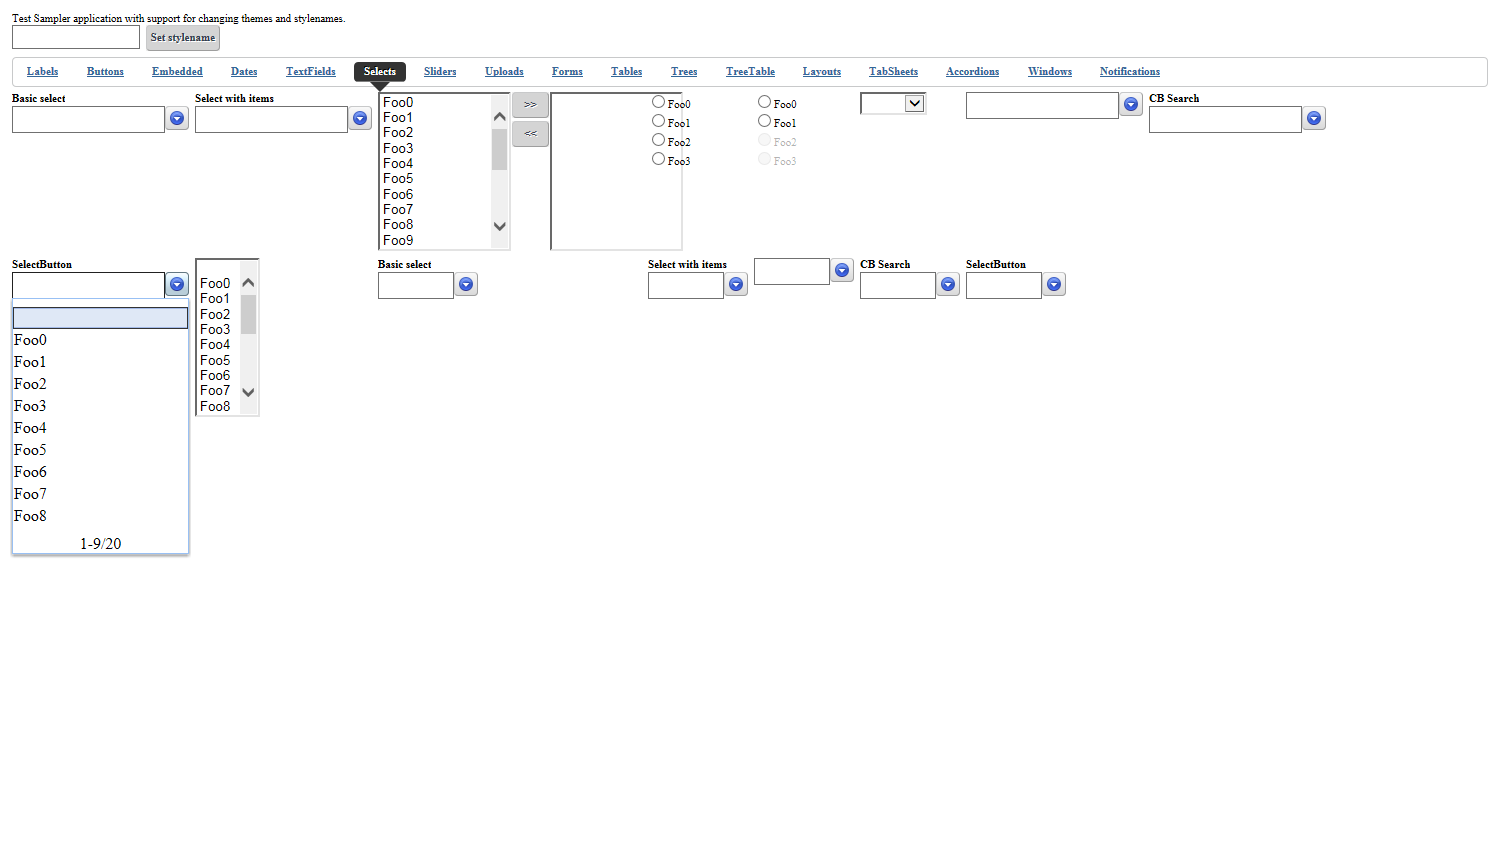 Test Sampler application with support for changing themes and stylenames.
Set stylename
Labels Buttons Embedded Dates TextFields Selects Sliders Uploads Forms Tables Trees TreeTable Layouts TabSheets Accordions Windows Notifications
Basic select
Select with items
Foo0
Foo1
Foo2
Foo3
Foo4
Foo5
Foo6
Foo7
Foo8
Foo9
>>
<<
Foo0
Foo1
Foo2
Foo3
Foo0
Foo1
Foo2
Foo3
CB Search
SelectButton
Foo0
Foo1
Foo2
Foo3
Foo4
Foo5
Foo6
Foo7
Foo8
1-9/20
Foo0
Foo1
Foo2
Foo3
Foo4
Foo5
Foo6
Foo7
Foo8
Basic select
Select with items
CB Search
SelectButton